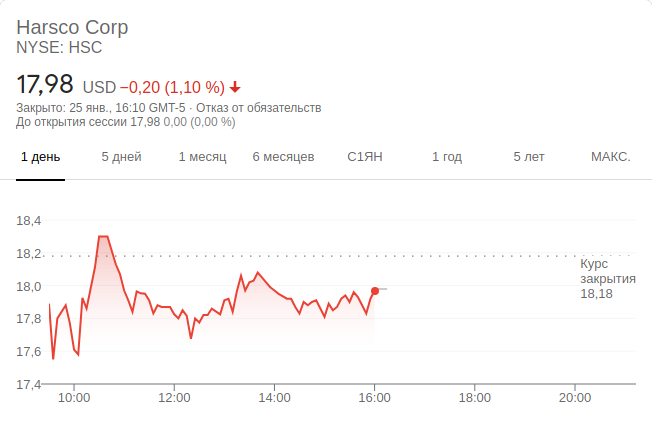 Harsco Corp
NYSE: HSC
17,98 USD −0,20 (1,10 %)
Закрыто: 25 янв., 16:10 GMT-5 · Отказ от обязательств
До открытия сессии 17,98 0,00 (0,00 %)
1 день 5 дней 1 месяц 6 месяцев С1ЯН 1 год 5 лет МАКС.
18,4
18,2
Курс
закрытия
18,18
18,0
17,8
17,6
17,4
10:00 12:00 14:00 16:00 18:00 20:00